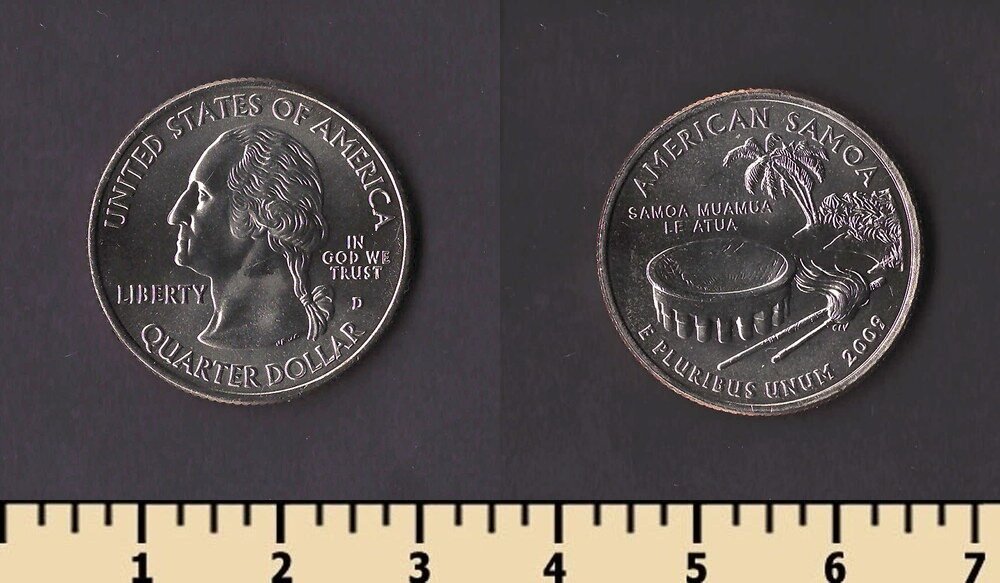 UNITED STATES OF AMERICA
IN
GOD WE
TRUST
LIBERTY
D
QUARTER DOLLAR
AMERICAN SAMOA
SAMOA MUAMUA
LE ATUA
CTV
E PLURIBUS UNUM 2009
1 2 3 4 5 6 7